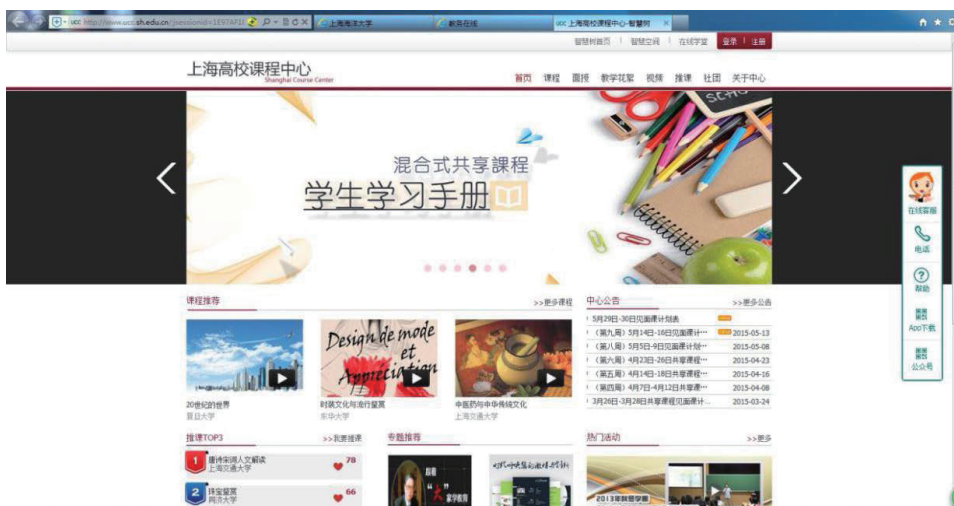 ucc http://www.ucc.sh.edu.cn/jsessionid=1E97AF1
上海海洋大学
教务在线
ucc 上海高校课程中心-智慧树
智慧树首页 | 智慧空间 | 在线学堂
登录 | 注册
上海高校课程中心
Shanghai Course Center
首页 课程 面授 教学花絮 视频 推课 社团 关于中心
混合式共享課程
学生学习手册
在线客服
电话
帮助
App下载
公众号
课程推荐 >>更多课程
Design de mode
et
Appreciation
20世纪的世界
复旦大学
时装文化与流行鉴赏
东华大学
中医药与中华传统文化
上海交通大学
中心公告 >>更多公告
5月29日-30日见面课计划表
（第九周）5月14日-16日见面课计… 2015-05-13
（第八周）5月5日-9日见面课计划… 2015-05-08
（第六周）4月23日-26日共享课程… 2015-04-23
（第五周）4月14日-18日共享课程… 2015-04-16
（第四周）4月7日-4月12日共享课… 2015-04-08
3月26日-3月28日共享课程见面课计… 2015-03-24
推课TOP3 >>我要推课
1 唐诗宋词人文解读 78
上海交通大学
2 珠宝鉴赏 66
同济大学
专题推荐
热门活动 >>更多
2013年秋季学期